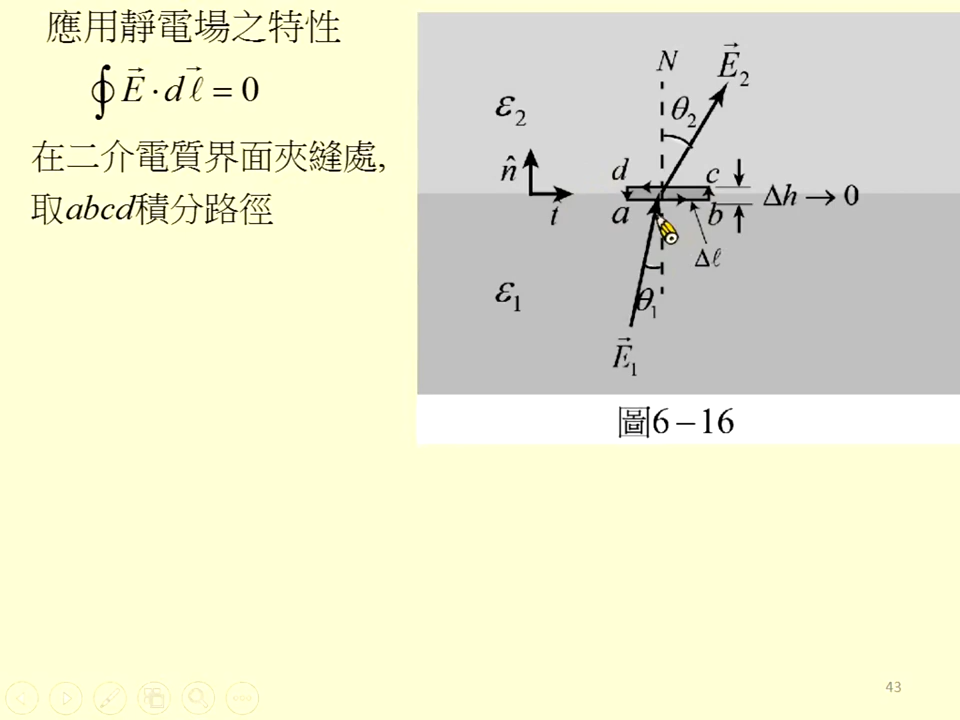 應用靜電場之特性
∮E⃗·dℓ⃗ = 0
在二介電質界面夾縫處,
取abcd積分路徑
N
E⃗₂
ε₂
θ₂
n̂
d
c
Δh → 0
t̂
a
b
Δℓ
ε₁
θ₁
E⃗₁
圖6－16
43